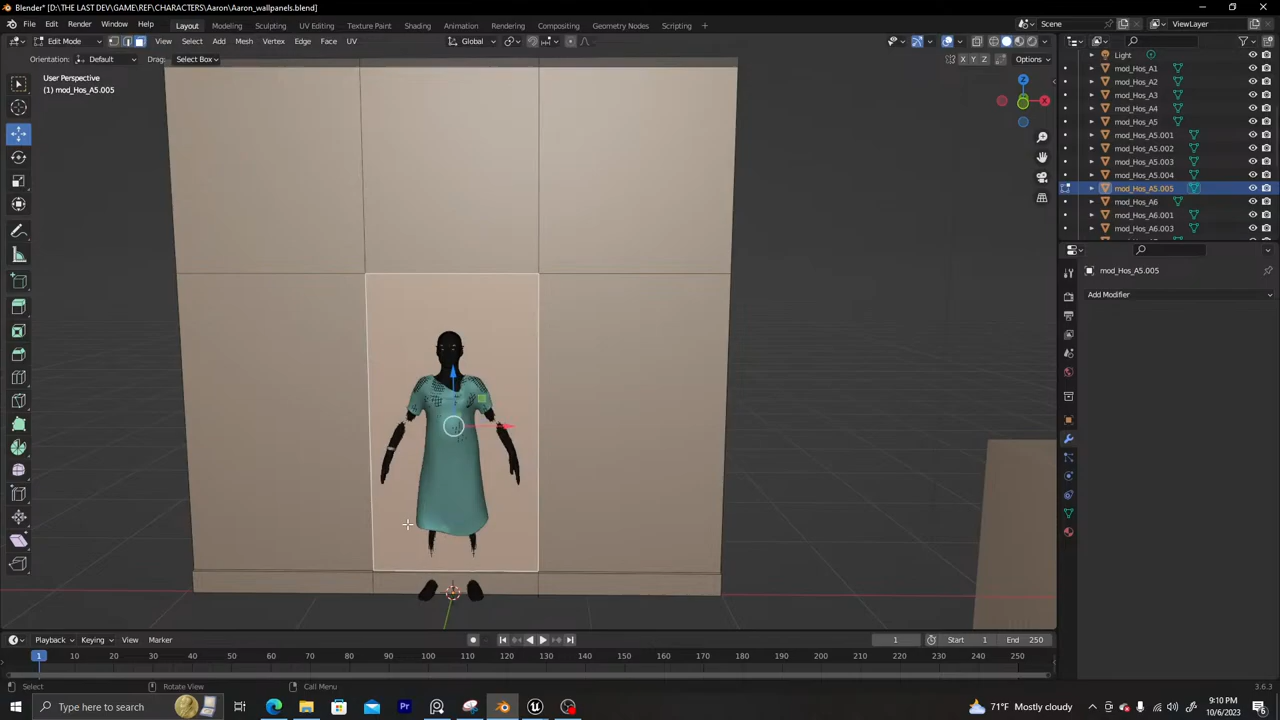 Blender* [D:\THE LAST DEV\GAME\REF\CHARACTERS\Aaron\Aaron_wallpanels.blend]
File Edit Render Window Help Layout Modeling Sculpting UV Editing Texture Paint Shading Animation Rendering Compositing Geometry Nodes Scripting + Scene ViewLayer
Edit Mode View Select Add Mesh Vertex Edge Face UV Global
Orientation: Default Drag: Select Box X Y Z Options
User Perspective
(1) mod_Hos_A5.005
Z
X
Light
mod_Hos_A1
mod_Hos_A2
mod_Hos_A3
mod_Hos_A4
mod_Hos_A5
mod_Hos_A5.001
mod_Hos_A5.002
mod_Hos_A5.003
mod_Hos_A5.004
mod_Hos_A5.005
mod_Hos_A6
mod_Hos_A6.001
mod_Hos_A6.003
mod_Hos_A5.005
Add Modifier
Playback Keying View Marker 1 Start 1 End 250
1 10 20 30 40 50 60 70 80 90 100 110 120 130 140 150 160 170 180 190 200 210 220 230 240 250
Select Rotate View Call Menu 3.6.3
Type here to search Pr 71°F Mostly cloudy 9:10 PM
10/6/2023